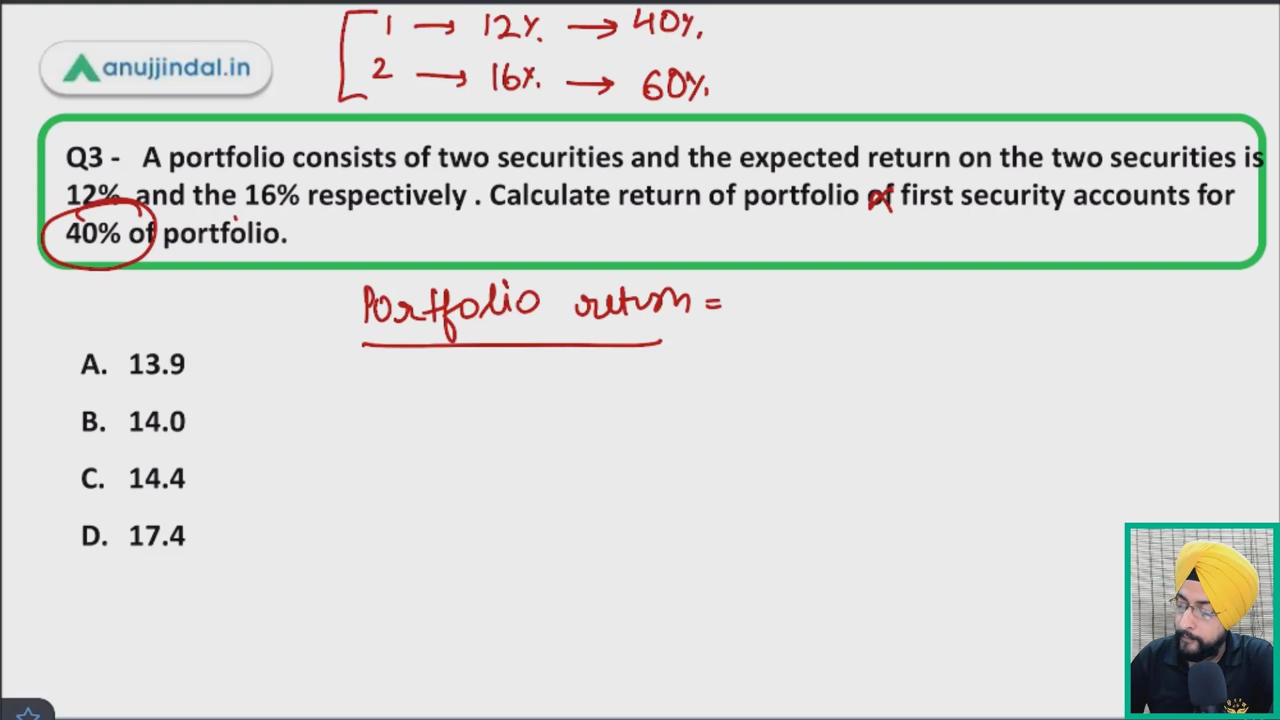 1 → 12%. → 40%.
2 → 16%. → 60%.
anujjindal.in
Q3 - A portfolio consists of two securities and the expected return on the two securities is
12% and the 16% respectively . Calculate return of portfolio of first security accounts for
40% of portfolio.
Portfolio return =
A. 13.9
B. 14.0
C. 14.4
D. 17.4